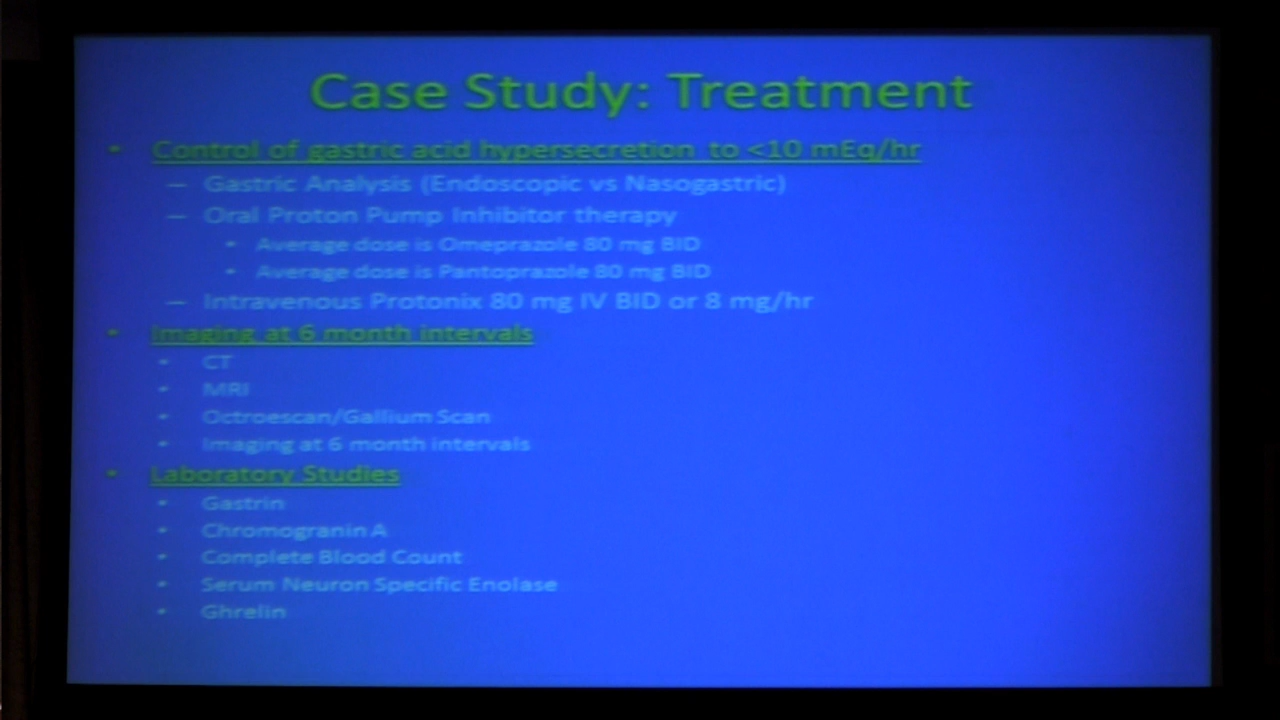 Case Study: Treatment
• Control of gastric acid hypersecretion to <10 mEq/hr
– Gastric Analysis (Endoscopic vs Nasogastric)
– Oral Proton Pump Inhibitor therapy
• Average dose is Omeprazole 80 mg BID
• Average dose is Pantoprazole 80 mg BID
– Intravenous Protonix 80 mg IV BID or 8 mg/hr
• Imaging at 6 month intervals
• CT
• MRI
• Octroescan/Gallium Scan
• Imaging at 6 month intervals
• Laboratory Studies
• Gastrin
• Chromogranin A
• Complete Blood Count
• Serum Neuron Specific Enolase
• Ghrelin